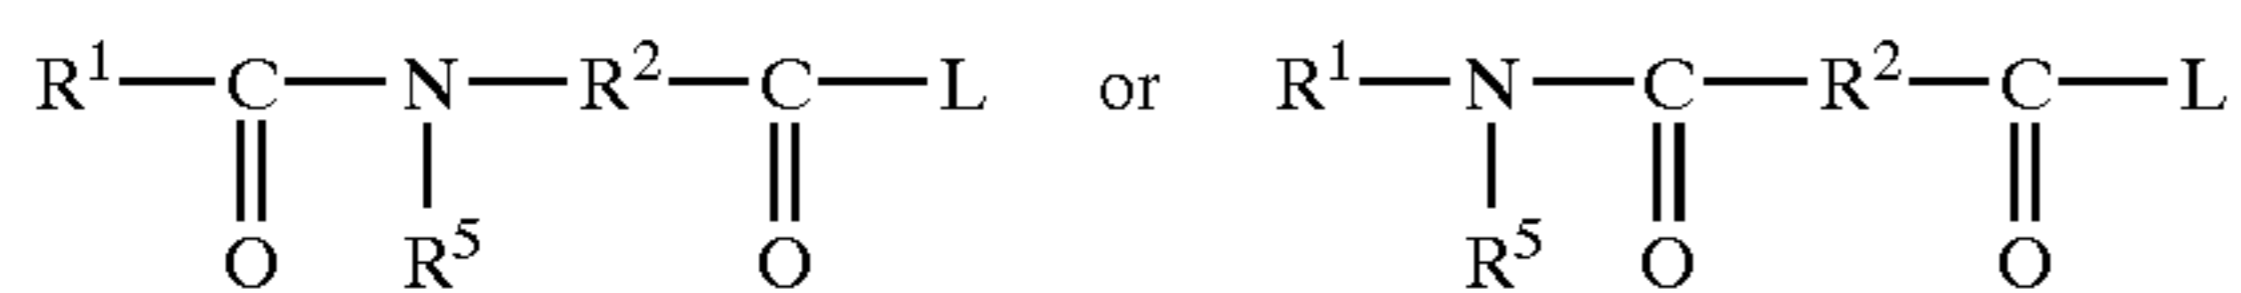 R¹—C—N—R²—C—L or R¹—N—C—R²—C—L
O R⁵ O R⁵ O O